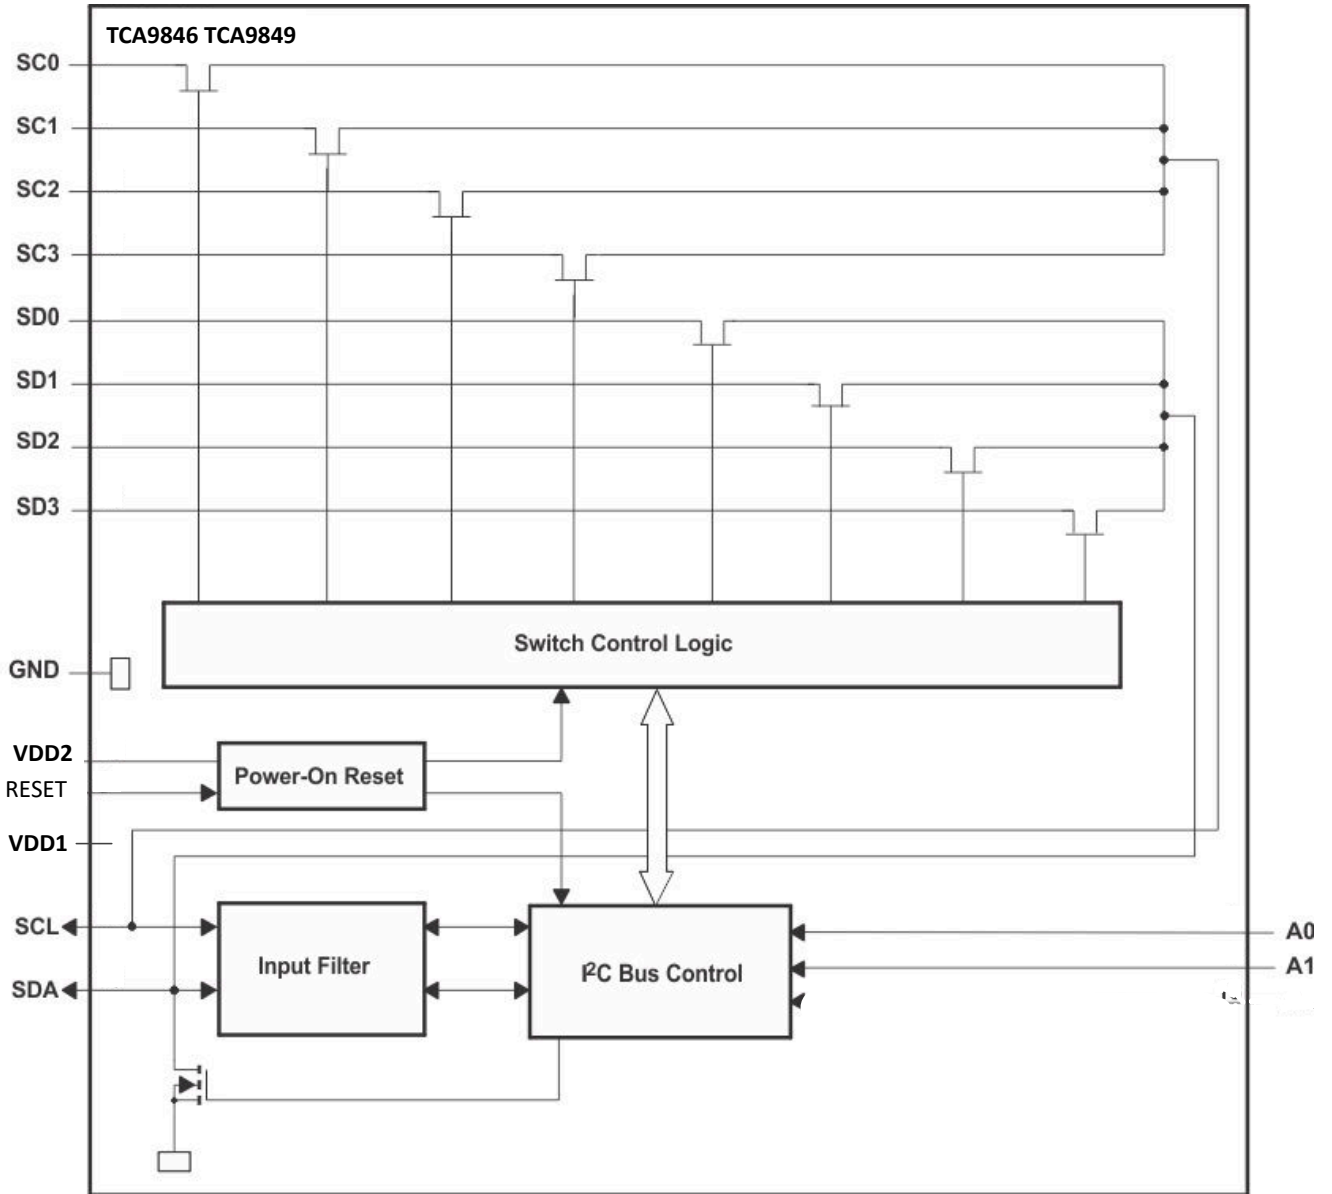 TCA9846 TCA9849
SC0
SC1
SC2
SC3
SD0
SD1
SD2
SD3
Switch Control Logic
GND
VDD2
Power-On Reset
RESET
VDD1
SCL
Input Filter
I²C Bus Control
A0
SDA
A1